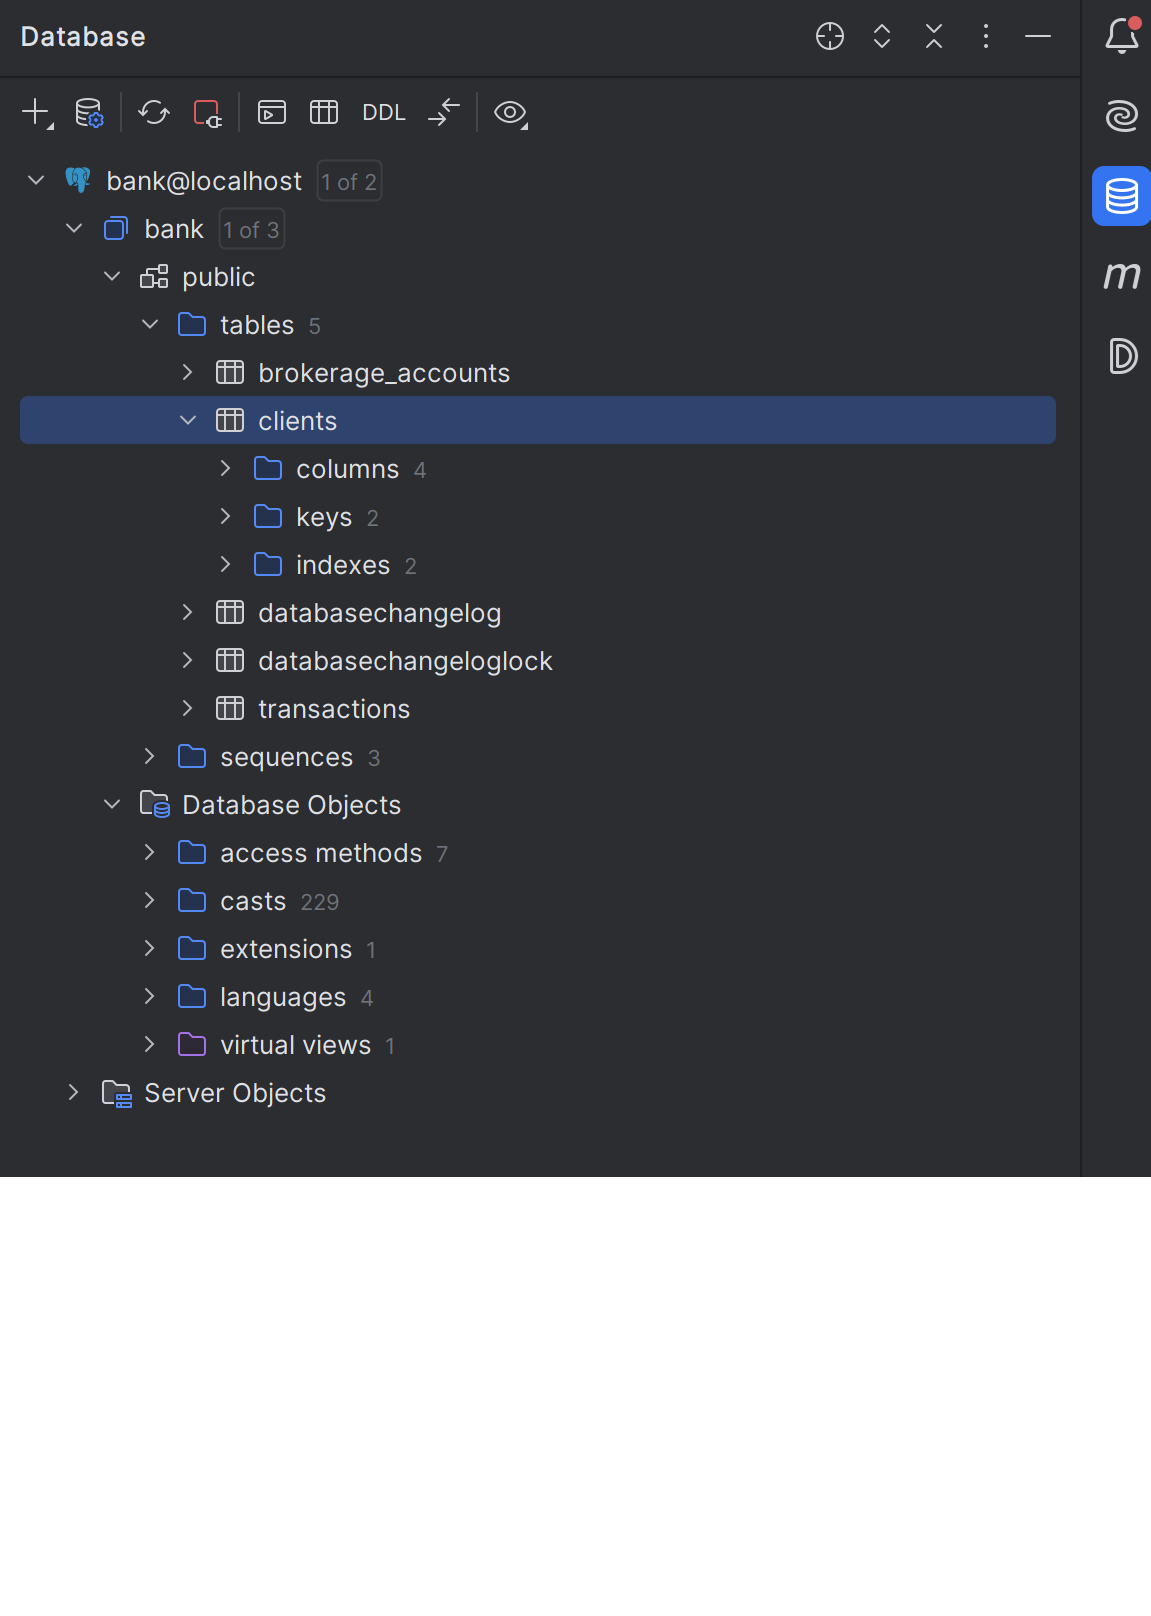 Database
DDL
bank@localhost 1 of 2
bank 1 of 3
public
tables 5
brokerage_accounts
clients
columns 4
keys 2
indexes 2
databasechangelog
databasechangeloglock
transactions
sequences 3
Database Objects
access methods 7
casts 229
extensions 1
languages 4
virtual views 1
Server Objects
m
D